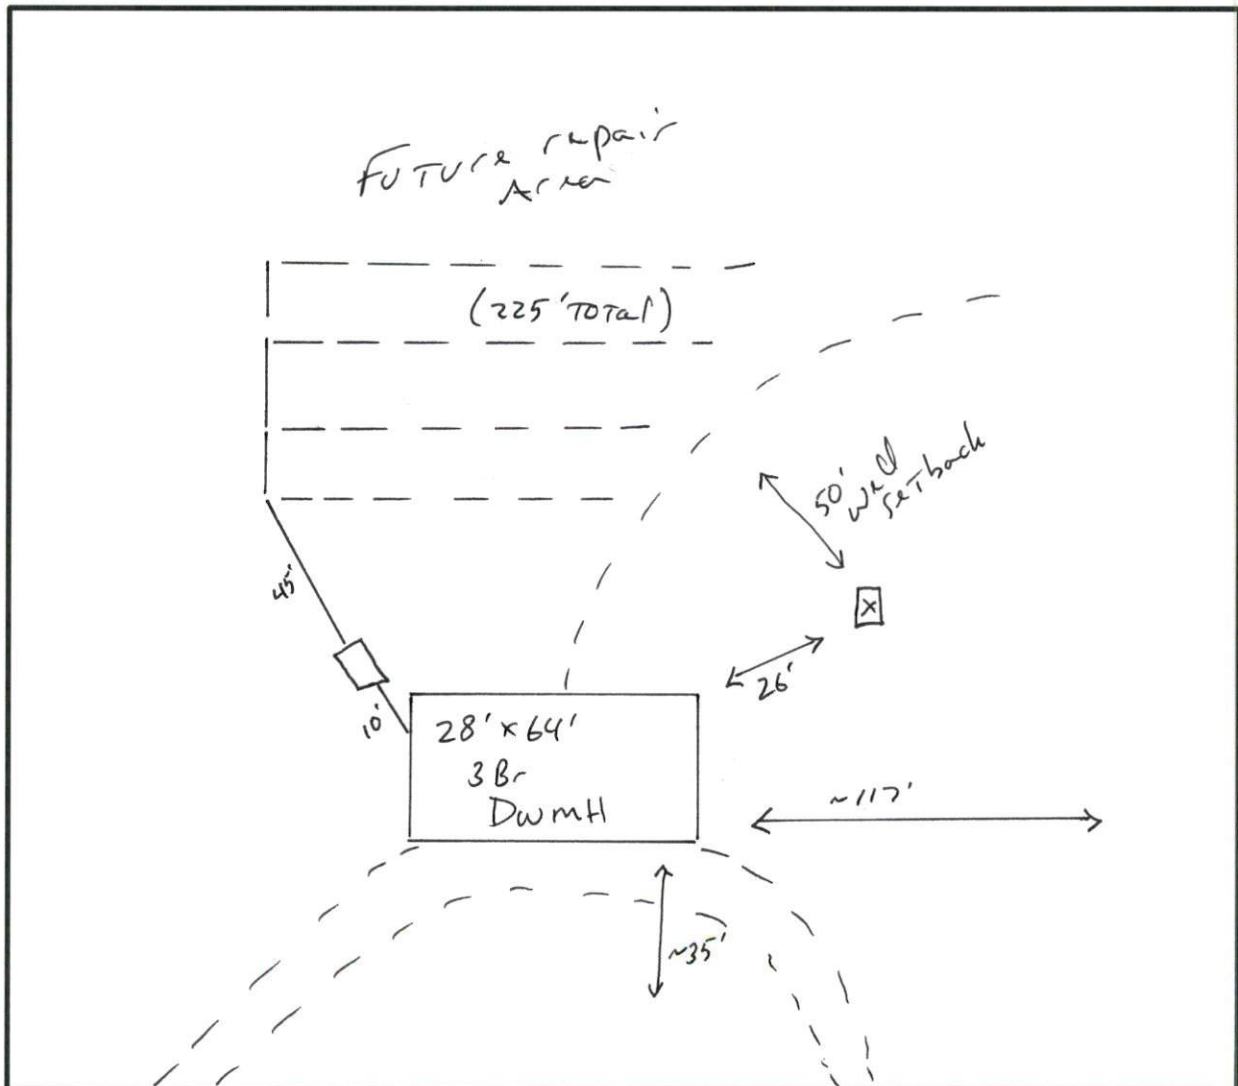 Future repair
Area
(225' Total)
50' well
setback
45'
26'
10'
28' x 64'
3 Br
DwmH
~117'
~35'
X